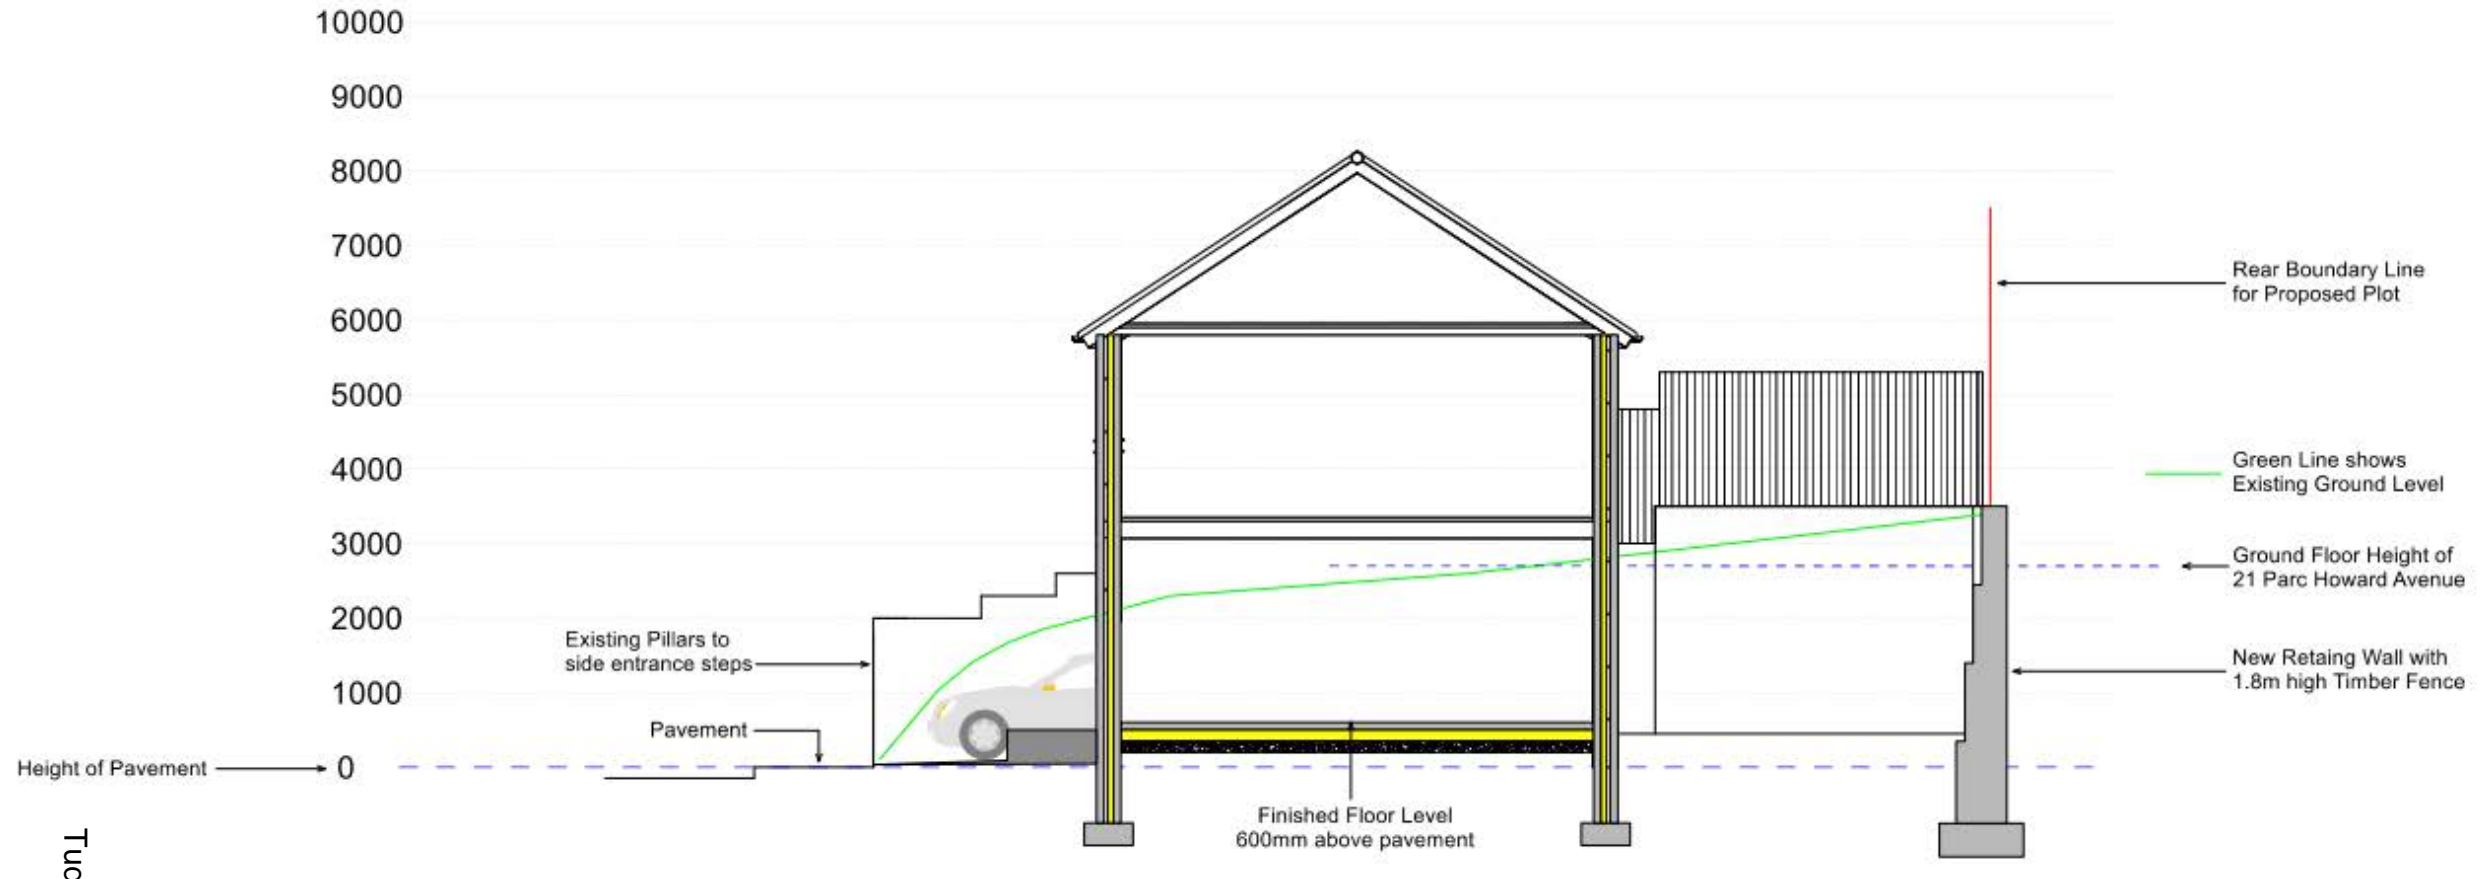 10000
9000
8000
7000
6000
5000
4000
3000
2000
1000
0
Rear Boundary Line
for Proposed Plot
Green Line shows
Existing Ground Level
Ground Floor Height of
21 Parc Howard Avenue
New Retaing Wall with
1.8m high Timber Fence
Existing Pillars to
side entrance steps
Pavement
Height of Pavement
Finished Floor Level
600mm above pavement